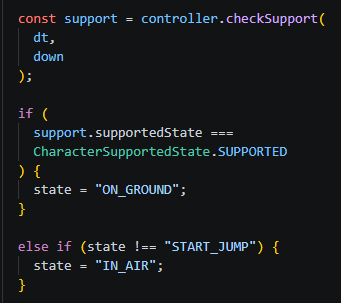 const support = controller.checkSupport(
  dt,
  down
);

if (
  support.supportedState ===
  CharacterSupportedState.SUPPORTED
) {
  state = "ON_GROUND";
}

else if (state !== "START_JUMP") {
  state = "IN_AIR";
}